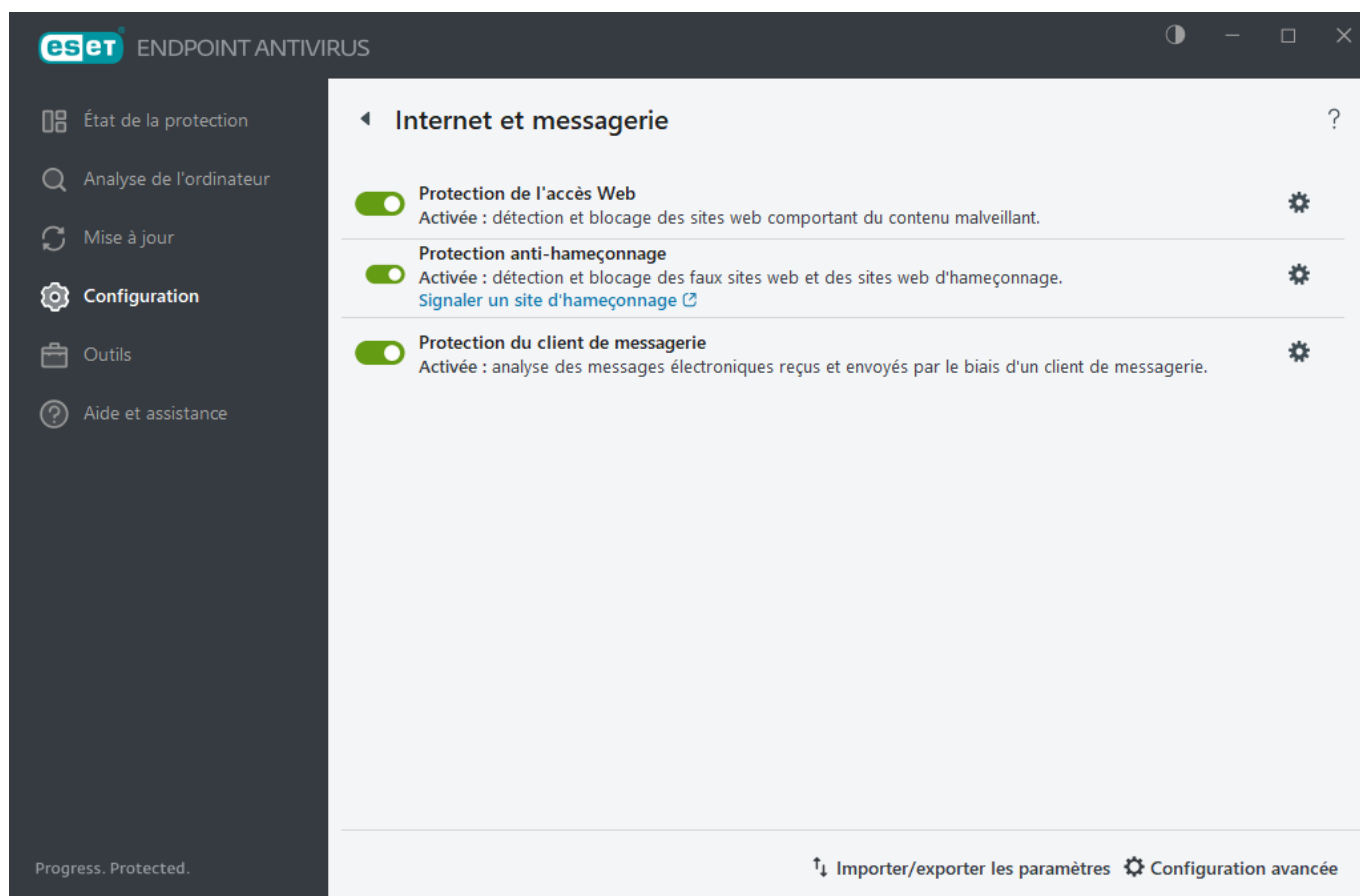 eset ENDPOINT ANTIVIRUS
État de la protection
Analyse de l'ordinateur
Mise à jour
Configuration
Outils
Aide et assistance
Progress. Protected.
Internet et messagerie
?
Protection de l'accès Web
Activée : détection et blocage des sites web comportant du contenu malveillant.
Protection anti-hameçonnage
Activée : détection et blocage des faux sites web et des sites web d'hameçonnage.
Signaler un site d'hameçonnage
Protection du client de messagerie
Activée : analyse des messages électroniques reçus et envoyés par le biais d'un client de messagerie.
Importer/exporter les paramètres Configuration avancée